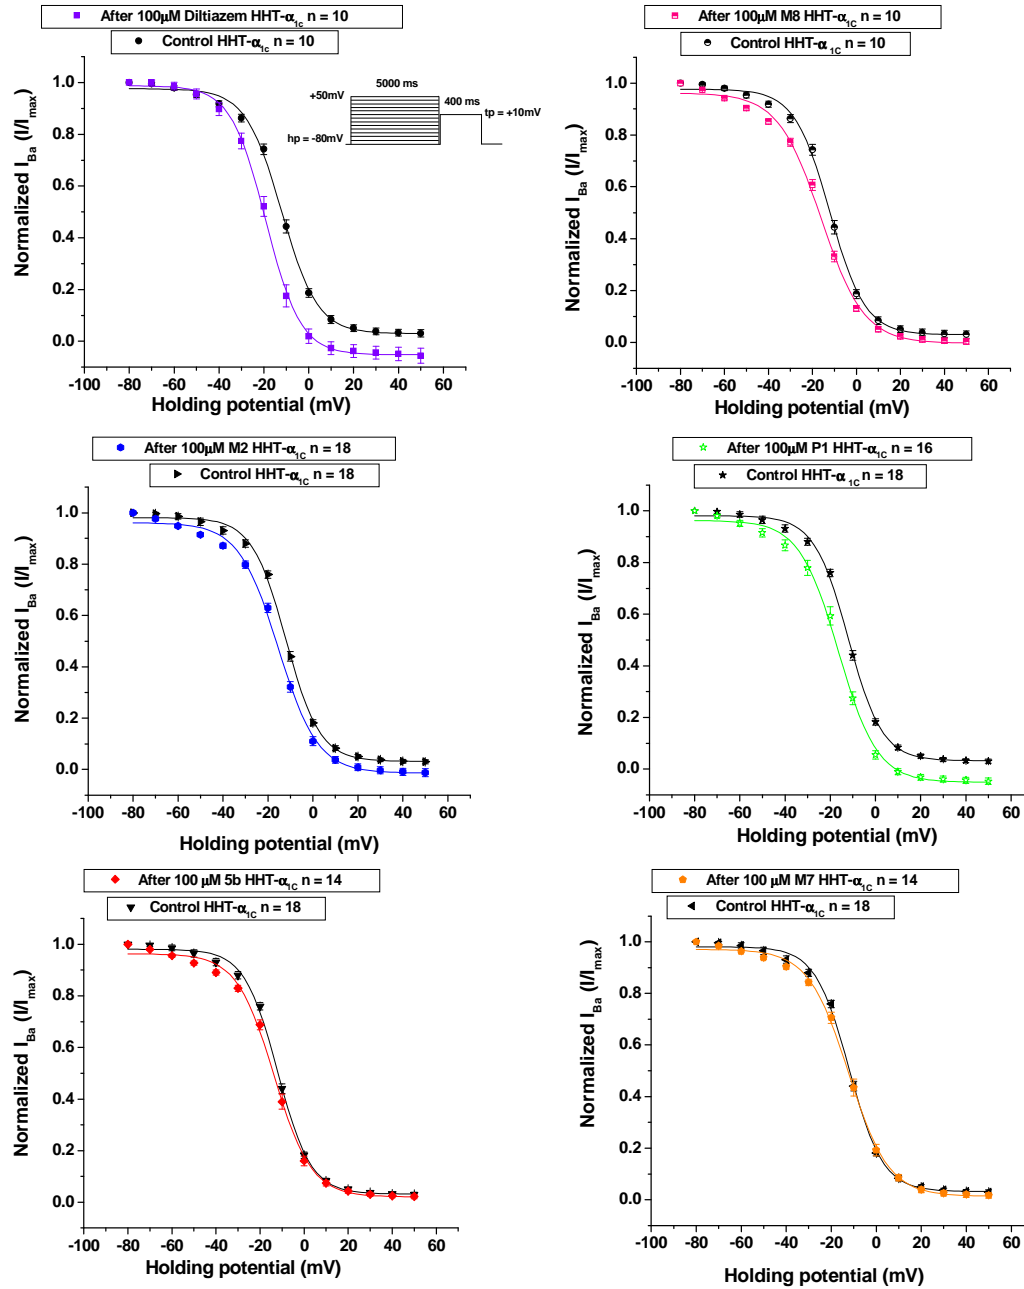 After 100μM Diltiazem HHT-α1c n = 10
Control HHT-α1c n = 10
5000 ms
+50mV
400 ms
tp = +10mV
hp = -80mV
1.0
0.8
0.6
0.4
0.2
0.0
Normalized IBa (I/Imax)
-100 -80 -60 -40 -20 0 20 40 60
Holding potential (mV)
After 100μM M8 HHT-α1C n = 10
Control HHT-α1C n = 10
1.0
0.8
0.6
0.4
0.2
0.0
Normalized IBa (I/Imax)
-100 -80 -60 -40 -20 0 20 40 60
Holding potential (mV)
After 100μM M2 HHT-α1C n = 18
Control HHT-α1C n = 18
1.0
0.8
0.6
0.4
0.2
0.0
Normalized IBa (I/Imax)
-100 -80 -60 -40 -20 0 20 40 60
Holding potential (mV)
After 100μM P1 HHT-α1C n = 16
Control HHT-α1C n = 18
1.0
0.8
0.6
0.4
0.2
0.0
Normalized IBa (I/Imax)
-100 -80 -60 -40 -20 0 20 40 60
Holding potential (mV)
After 100 μM 5b HHT-α1C n = 14
Control HHT-α1C n = 18
1.0
0.8
0.6
0.4
0.2
0.0
Normalized IBa (I/Imax)
-100 -80 -60 -40 -20 0 20 40 60
Holding potential (mV)
After 100 μM M7 HHT-α1C n = 14
Control HHT-α1C n = 18
1.0
0.8
0.6
0.4
0.2
0.0
Normalized IBa (I/Imax)
-100 -80 -60 -40 -20 0 20 40 60
Holding potential (mV)